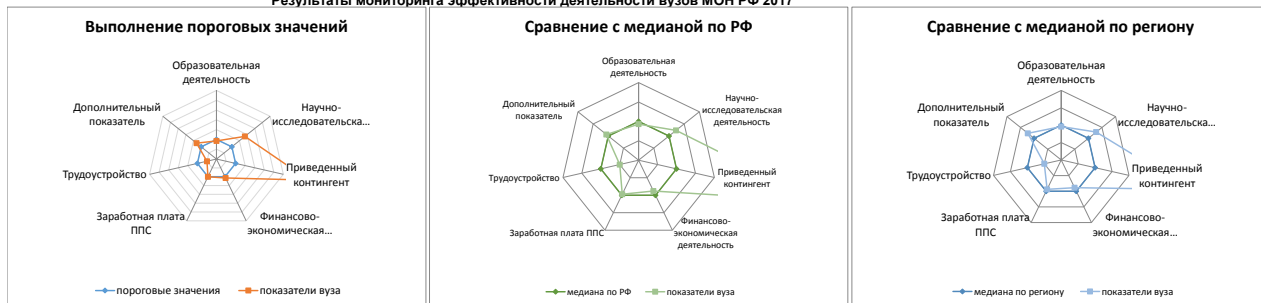 Результаты мониторинга эффективности деятельности вузов МОН РФ 2017
Выполнение пороговых значений
Образовательная
деятельность
Дополнительный
показатель
Научно-
исследовательска...
Трудоустройство
Приведенный
контингент
Заработная плата
ППС
Финансово-
экономическая...
пороговые значения
показатели вуза
Сравнение с медианой по РФ
Образовательная
деятельность
Дополнительный
показатель
Научно-
исследовательская
деятельность
Трудоустройство
Приведенный
контингент
Заработная плата ППС
Финансово-
экономическая
деятельность
медиана по РФ
показатели вуза
Сравнение с медианой по региону
Образовательная
деятельность
Дополнительный
показатель
Научно-
исследовательска...
Трудоустройство
Приведенный
контингент
Заработная плата
ППС
Финансово-
экономическая...
медиана по региону
показатели вуза